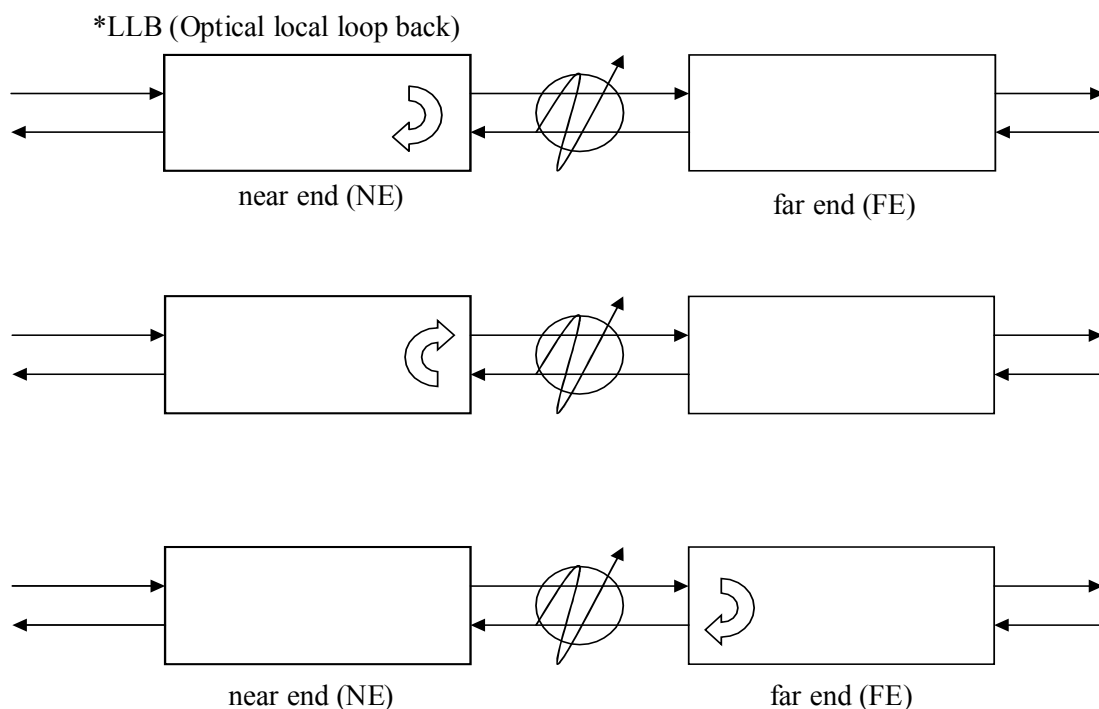 *LLB (Optical local loop back)
near end (NE)
far end (FE)
near end (NE)
far end (FE)